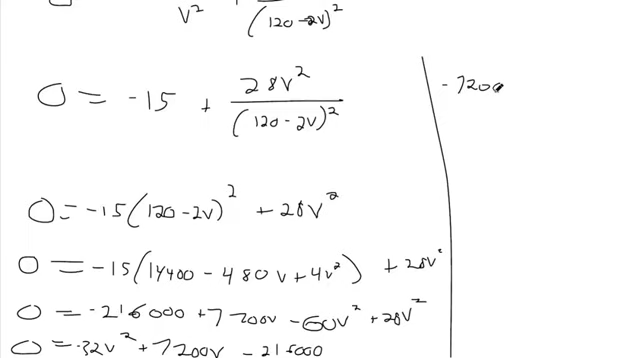 V² (120 - 2V)²
0 = -15 + 28V² / (120 - 2V)²
0 = -15(120 - 2V)² + 28V²
0 = -15(14400 - 480V + 4V²) + 28V²
0 = -216000 + 7200V - 60V² + 28V²
0 = -32V² + 7200V - 216000
-7200